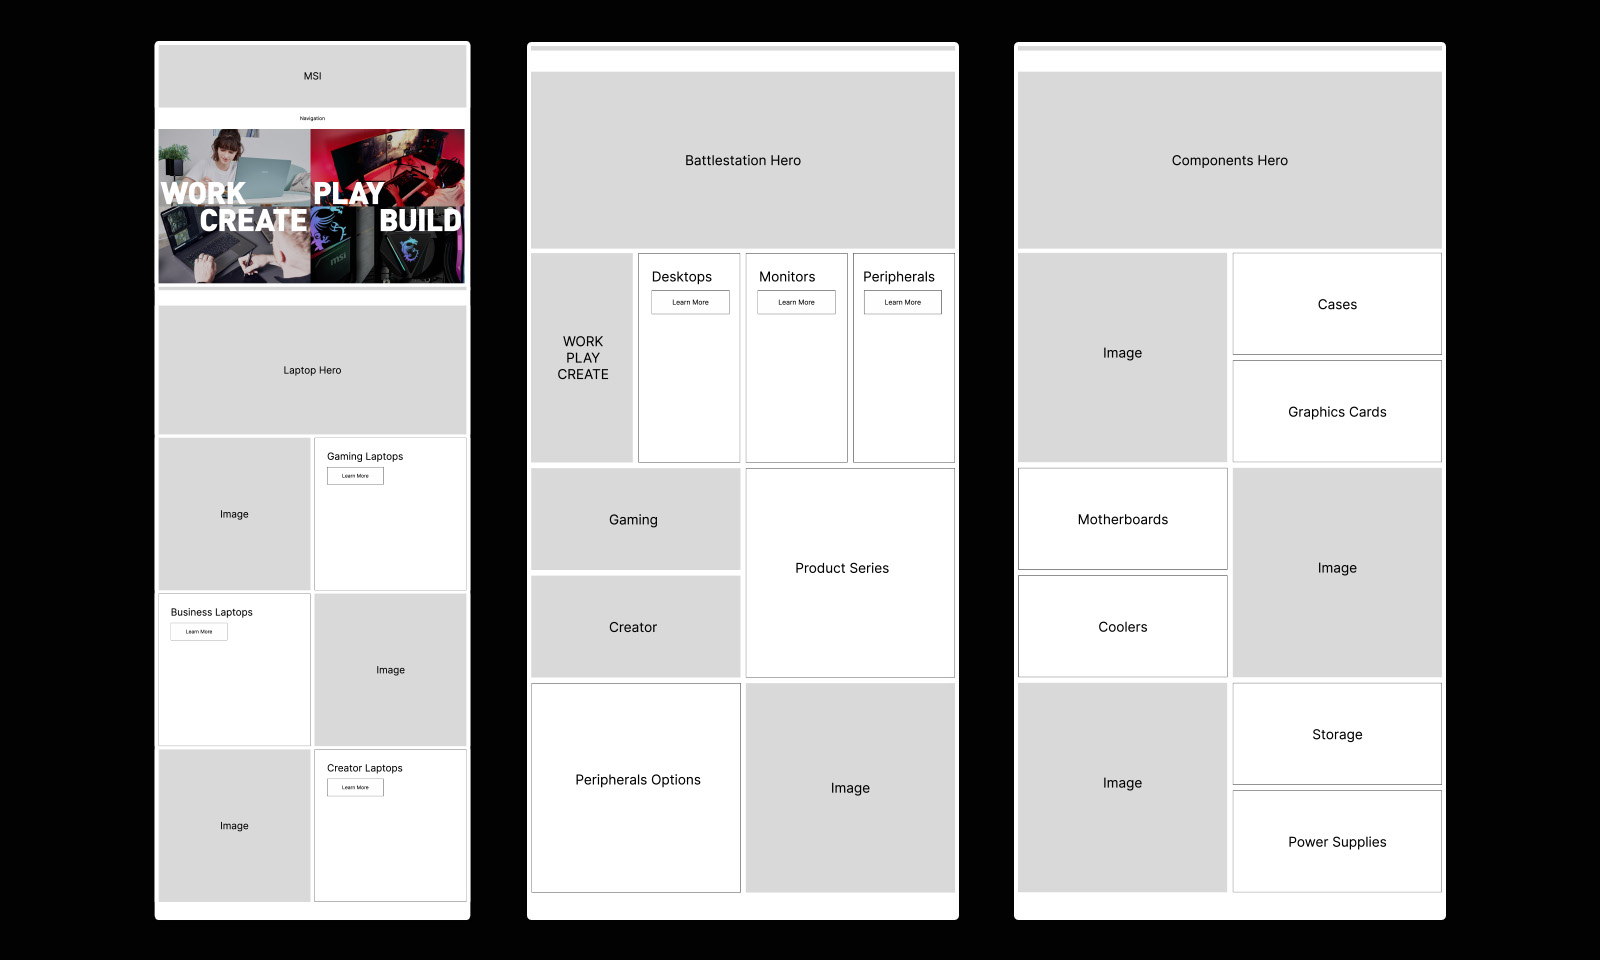 MSI
Navigation
WORK
CREATE
PLAY
BUILD
msi
Laptop Hero
Image
Gaming Laptops
Learn More
Business Laptops
Learn More
Image
Image
Creator Laptops
Learn More
Battlestation Hero
WORK
PLAY
CREATE
Desktops
Learn More
Monitors
Learn More
Peripherals
Learn More
Gaming
Creator
Product Series
Peripherals Options
Image
Components Hero
Image
Cases
Graphics Cards
Motherboards
Coolers
Image
Image
Storage
Power Supplies